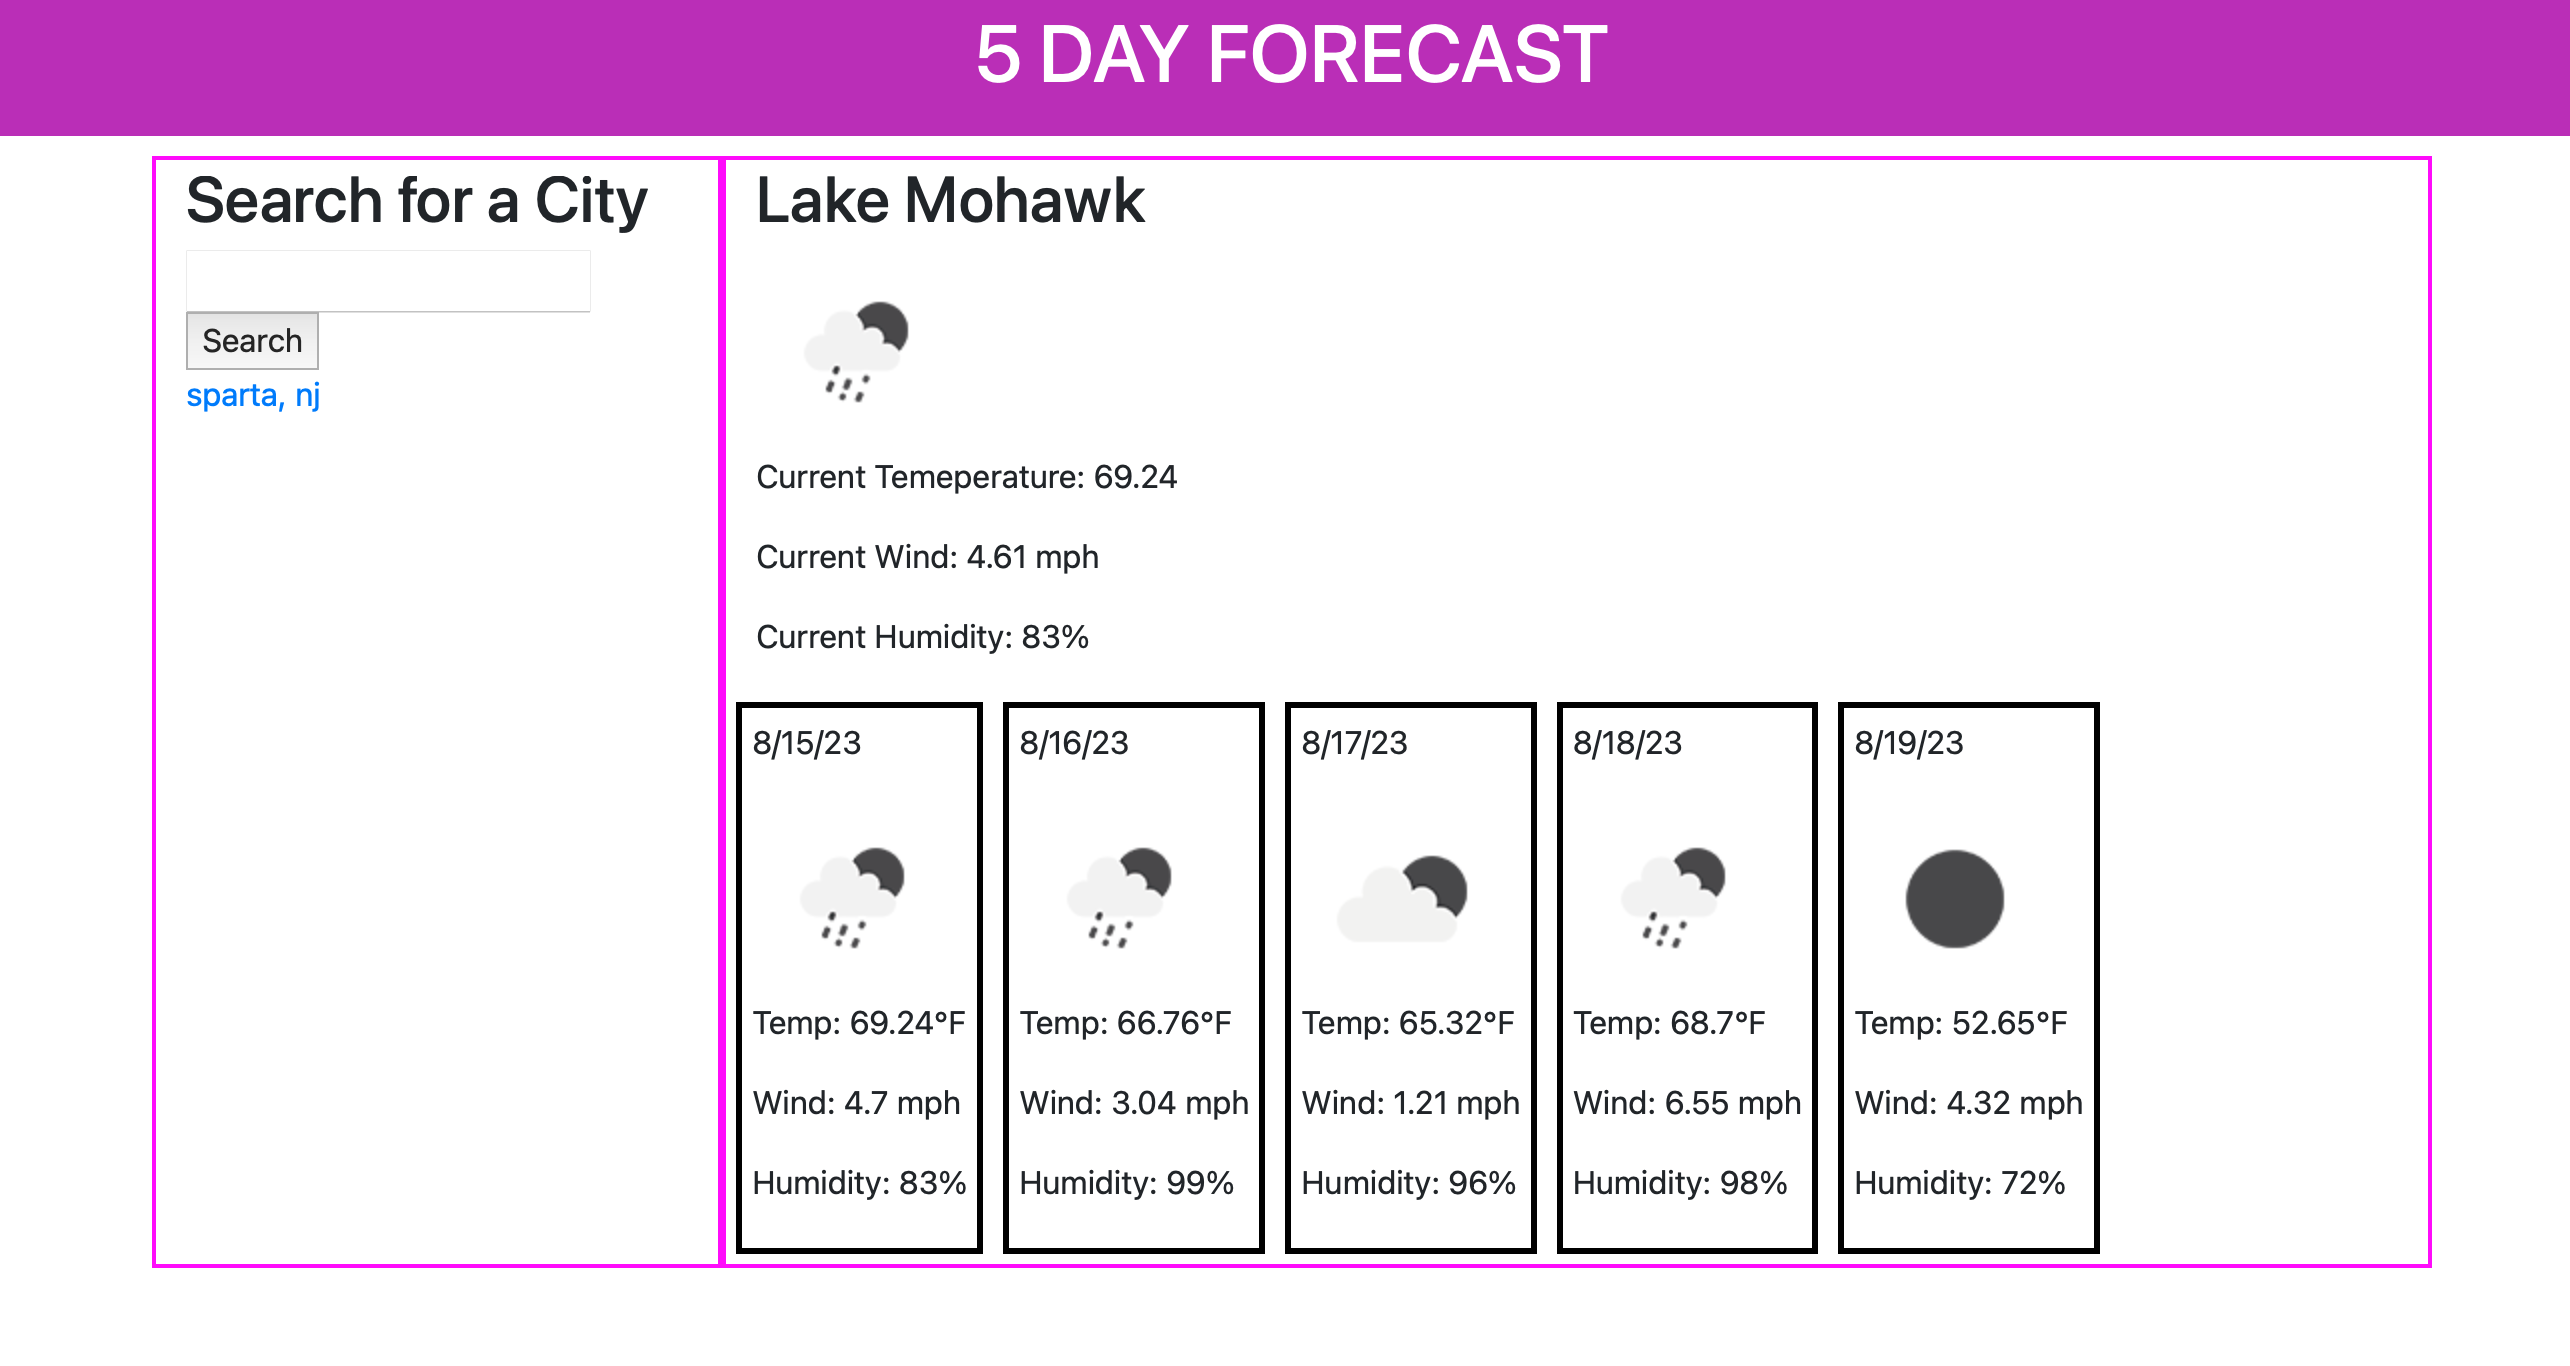 5 DAY FORECAST
Search for a City
Search
sparta, nj
Lake Mohawk
Current Temeperature: 69.24
Current Wind: 4.61 mph
Current Humidity: 83%
8/15/23
Temp: 69.24°F
Wind: 4.7 mph
Humidity: 83%
8/16/23
Temp: 66.76°F
Wind: 3.04 mph
Humidity: 99%
8/17/23
Temp: 65.32°F
Wind: 1.21 mph
Humidity: 96%
8/18/23
Temp: 68.7°F
Wind: 6.55 mph
Humidity: 98%
8/19/23
Temp: 52.65°F
Wind: 4.32 mph
Humidity: 72%